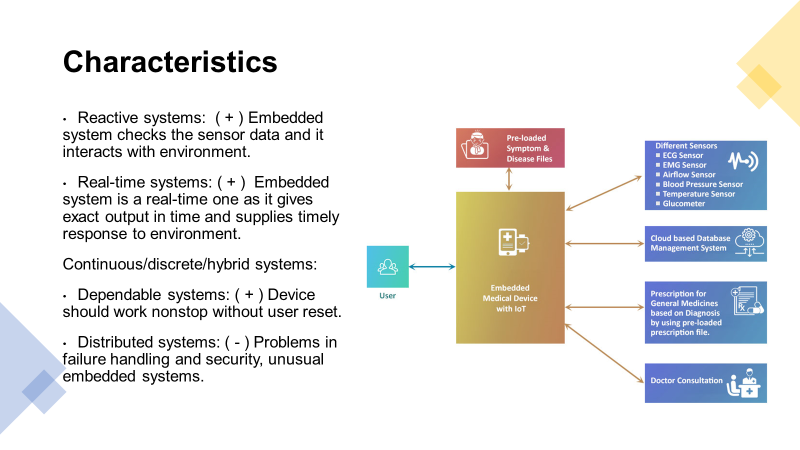 Characteristics
• Reactive systems: ( + ) Embedded
system checks the sensor data and it
interacts with environment.
• Real-time systems: ( + ) Embedded
system is a real-time one as it gives
exact output in time and supplies timely
response to environment.
Continuous/discrete/hybrid systems:
• Dependable systems: ( + ) Device
should work nonstop without user reset.
• Distributed systems: ( - ) Problems in
failure handling and security, unusual
embedded systems.
User
Pre-loaded
Symptom &
Disease Files
Embedded
Medical Device
with IoT
Different Sensors
■ ECG Sensor
■ EMG Sensor
■ Airflow Sensor
■ Blood Pressure Sensor
■ Temperature Sensor
■ Glucometer
Cloud based Database
Management System
Prescription for
General Medicines
based on Diagnosis
by using pre-loaded
prescription file.
Doctor Consultation